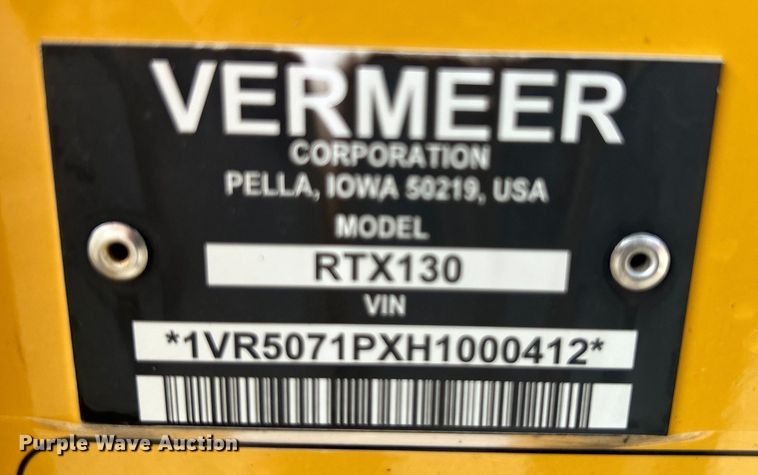 VERMEER
CORPORATION
PELLA, IOWA 50219, USA
MODEL
RTX130
VIN
*1VR5071PXH1000412*
Purple Wave Auction